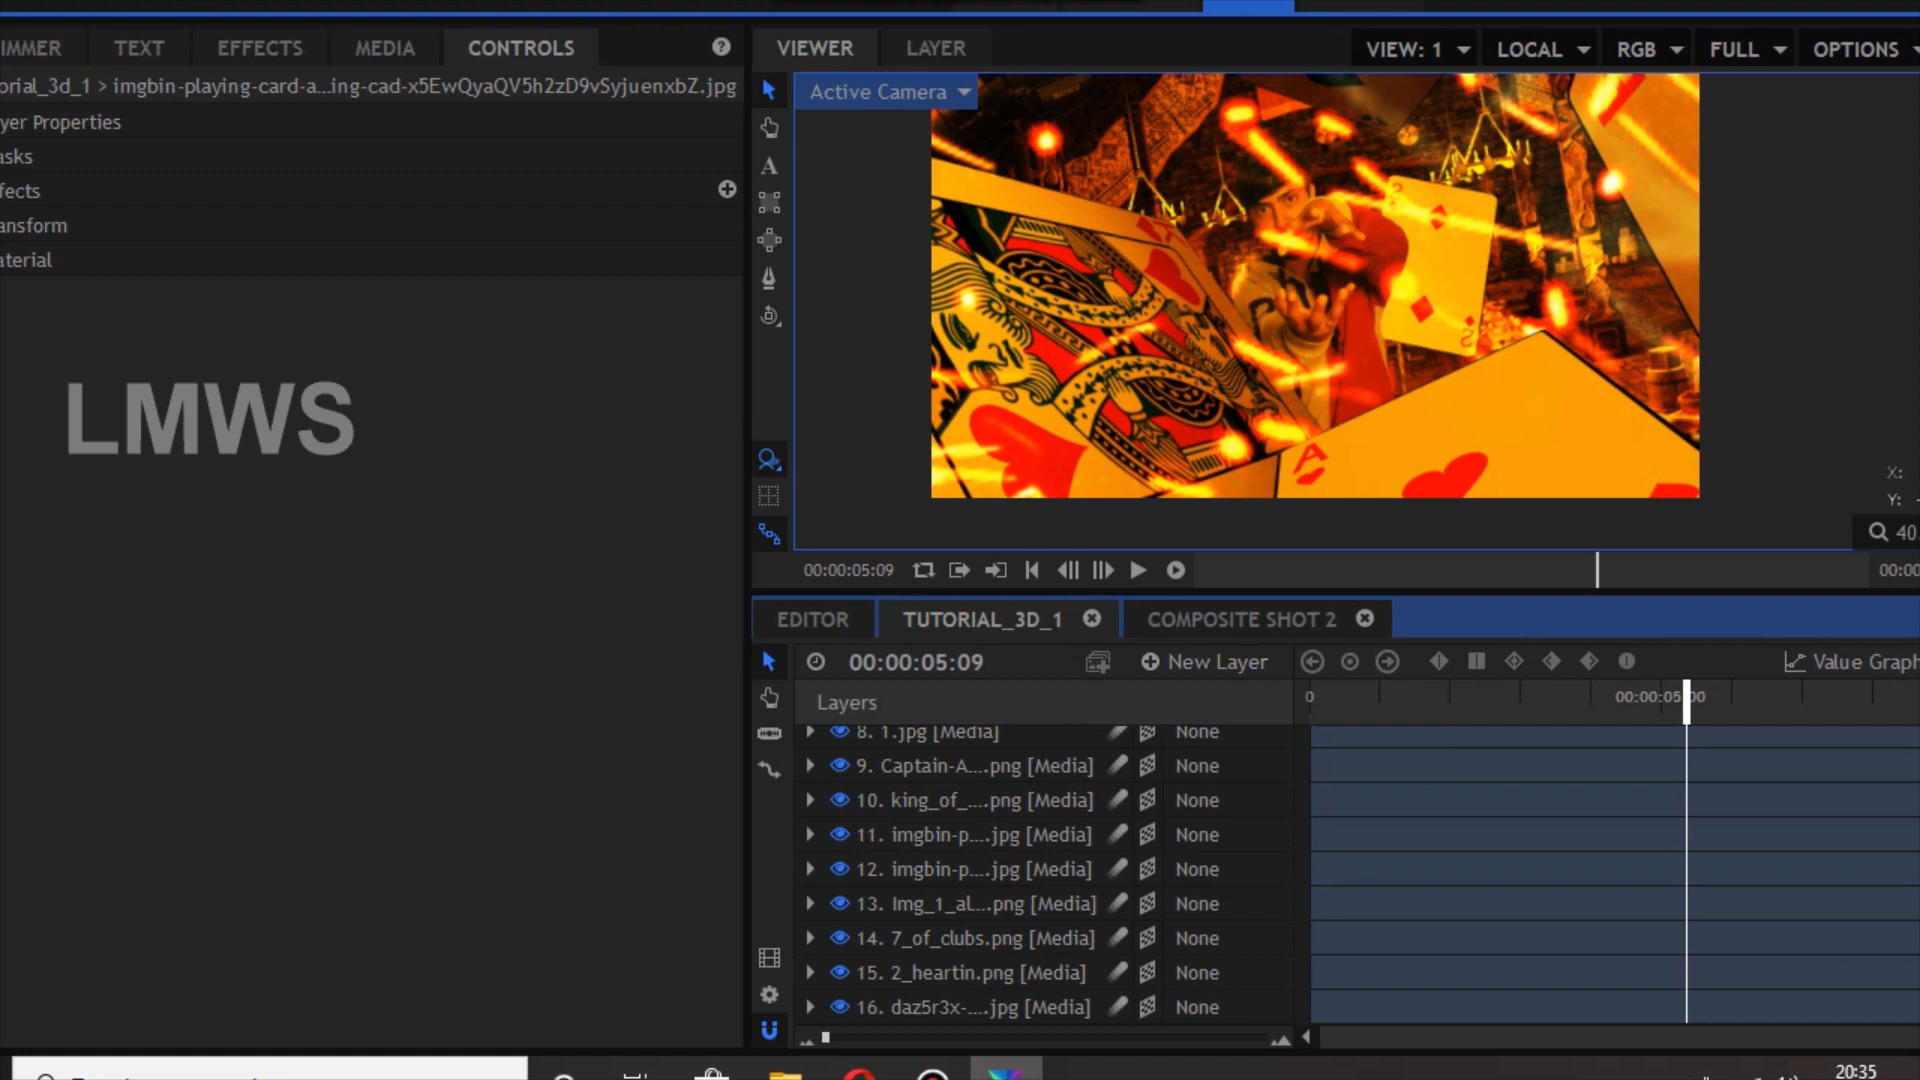 IMMER TEXT EFFECTS MEDIA CONTROLS
orial_3d_1 > imgbin-playing-card-a...ing-cad-x5EwQyaQV5h2zD9vSyjuenxbZ.jpg
yer Properties
asks
fects
ansform
aterial
LMWS
VIEWER LAYER VIEW: 1 LOCAL RGB FULL OPTIONS
Active Camera
A
X:
Y: -
40.
00:00:05:09 00:00
EDITOR TUTORIAL_3D_1 COMPOSITE SHOT 2
00:00:05:09 New Layer Value Graph
Layers 0 00:00:05 00
8. 1.jpg [Media] None
9. Captain-A....png [Media] None
10. king_of_....png [Media] None
11. imgbin-p....jpg [Media] None
12. imgbin-p....jpg [Media] None
13. Img_1_al....png [Media] None
14. 7_of_clubs.png [Media] None
15. 2_heartin.png [Media] None
16. daz5r3x-....jpg [Media] None
20:35